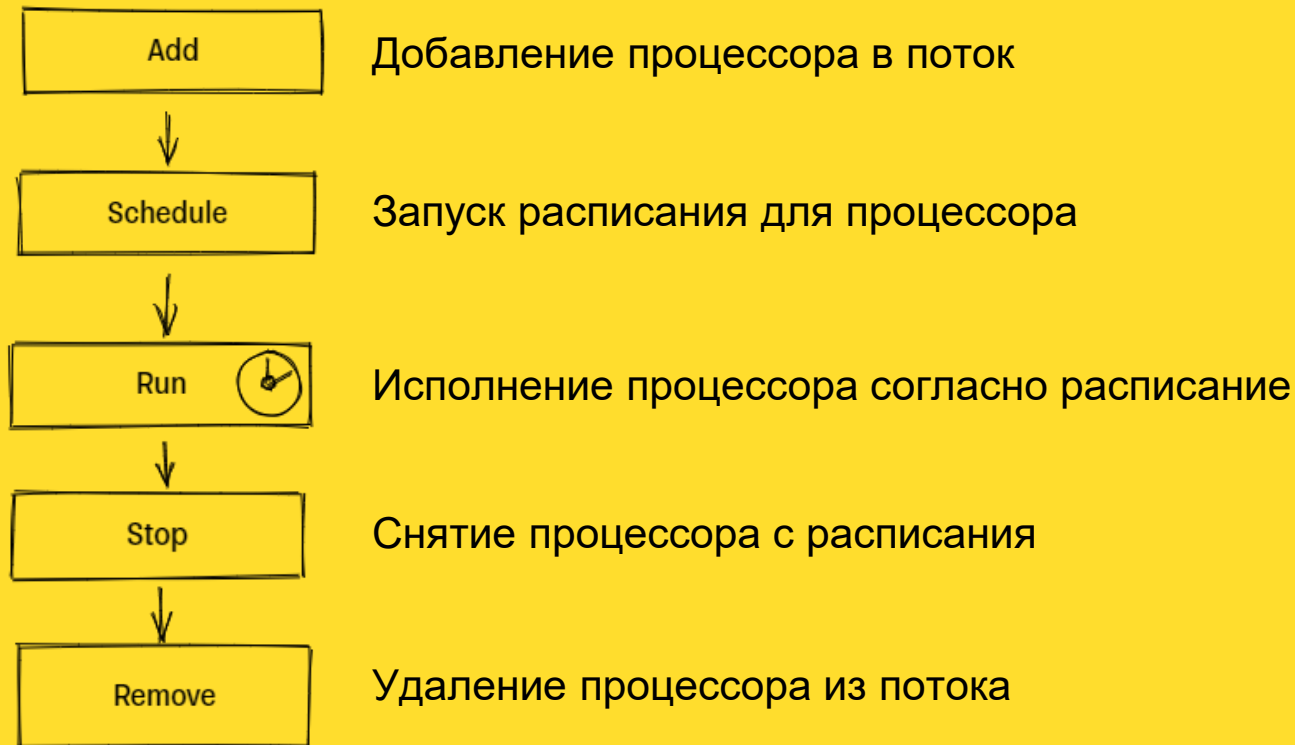 Add
Добавление процессора в поток
Schedule
Запуск расписания для процессора
Run
Исполнение процессора согласно расписание
Stop
Снятие процессора с расписания
Remove
Удаление процессора из потока